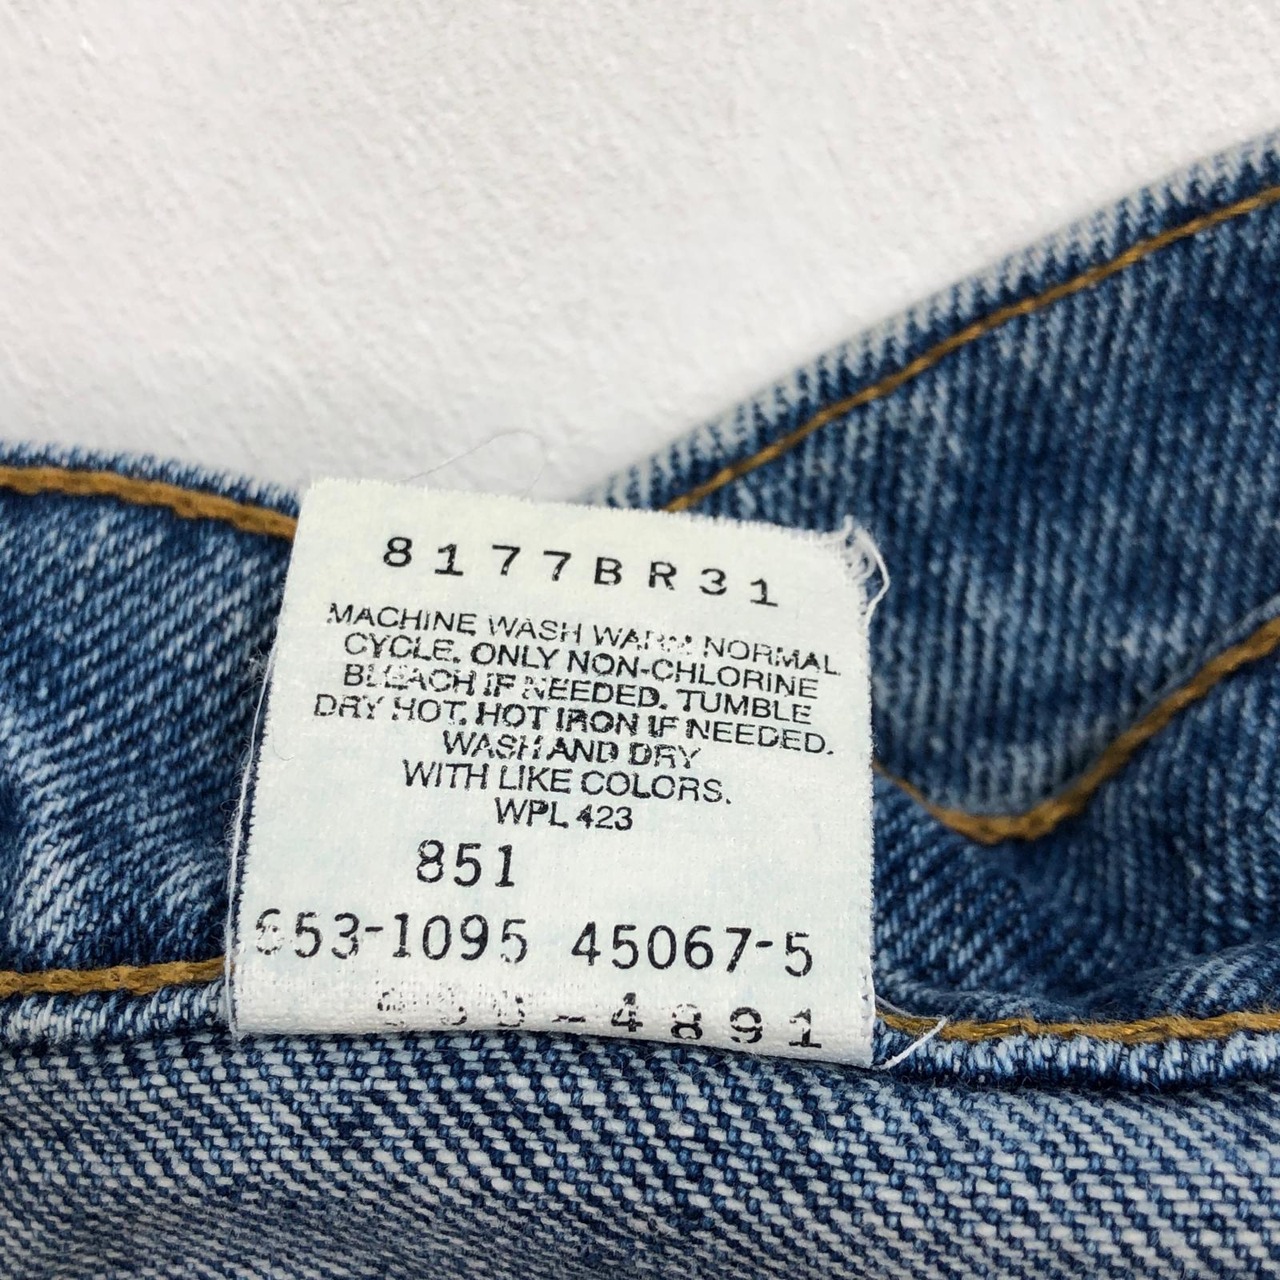 8177BR31
MACHINE WASH WARM NORMAL
CYCLE. ONLY NON-CHLORINE
BLEACH IF NEEDED. TUMBLE
DRY HOT. HOT IRON IF NEEDED.
WASH AND DRY
WITH LIKE COLORS.
WPL 423
851
653-1095 45067-5